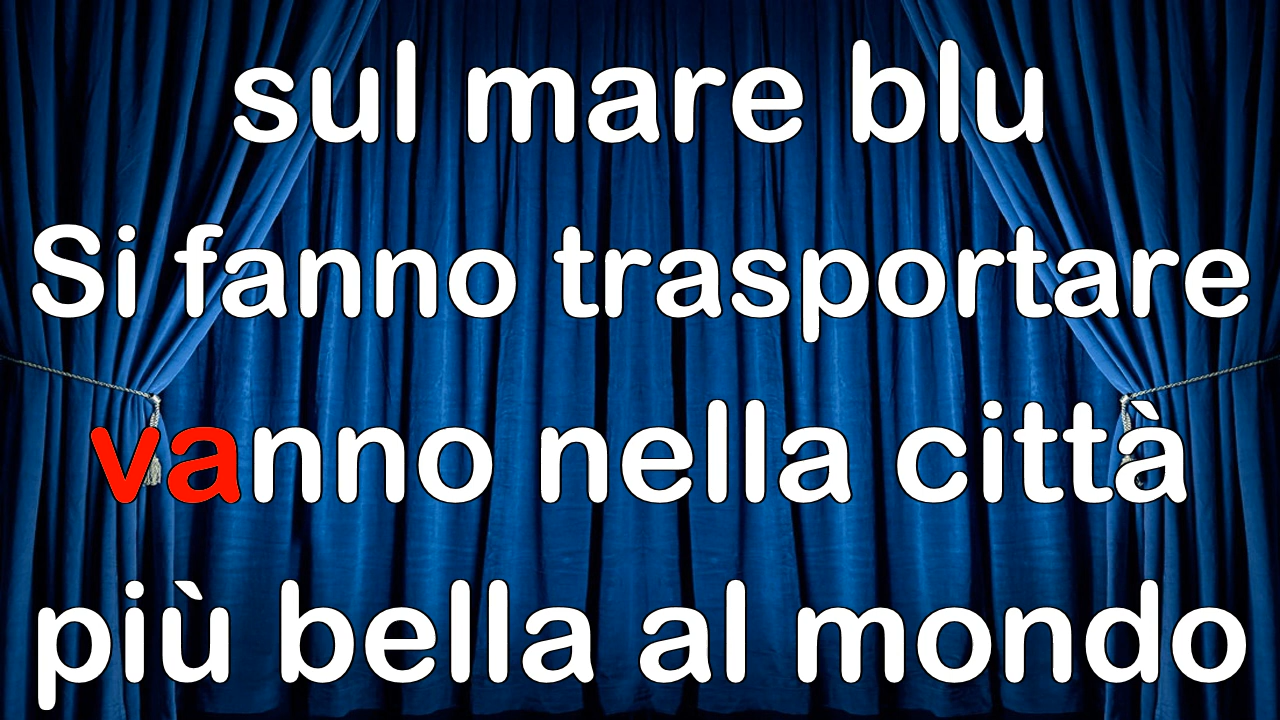 sul mare blu
Si fanno trasportare
vanno nella città
più bella al mondo